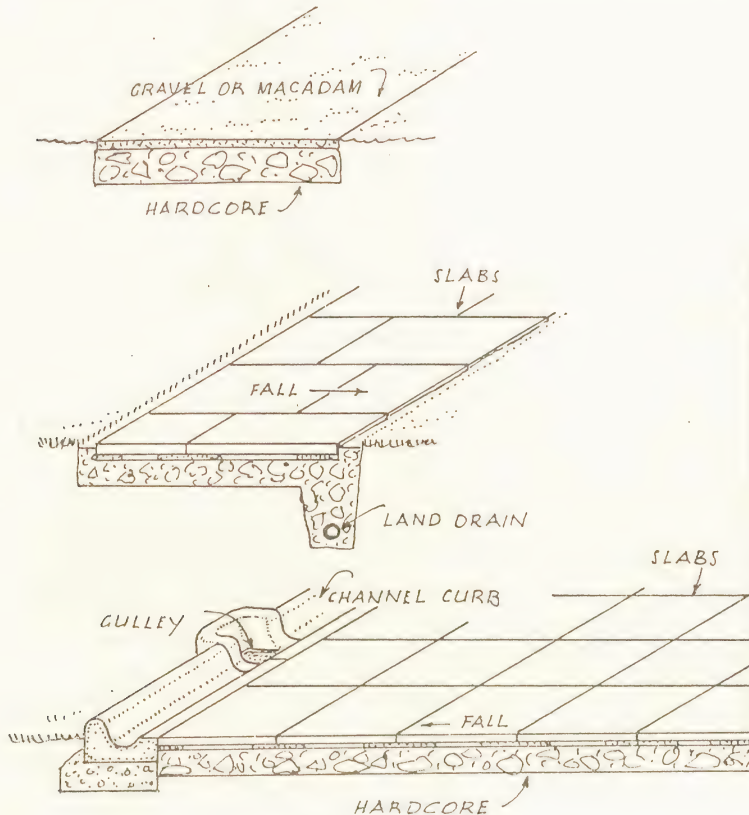 GRAVEL OR MACADAM
HARDCORE
SLABS
FALL
LAND DRAIN
SLABS
CHANNEL CURB
GULLEY
FALL
HARDCORE